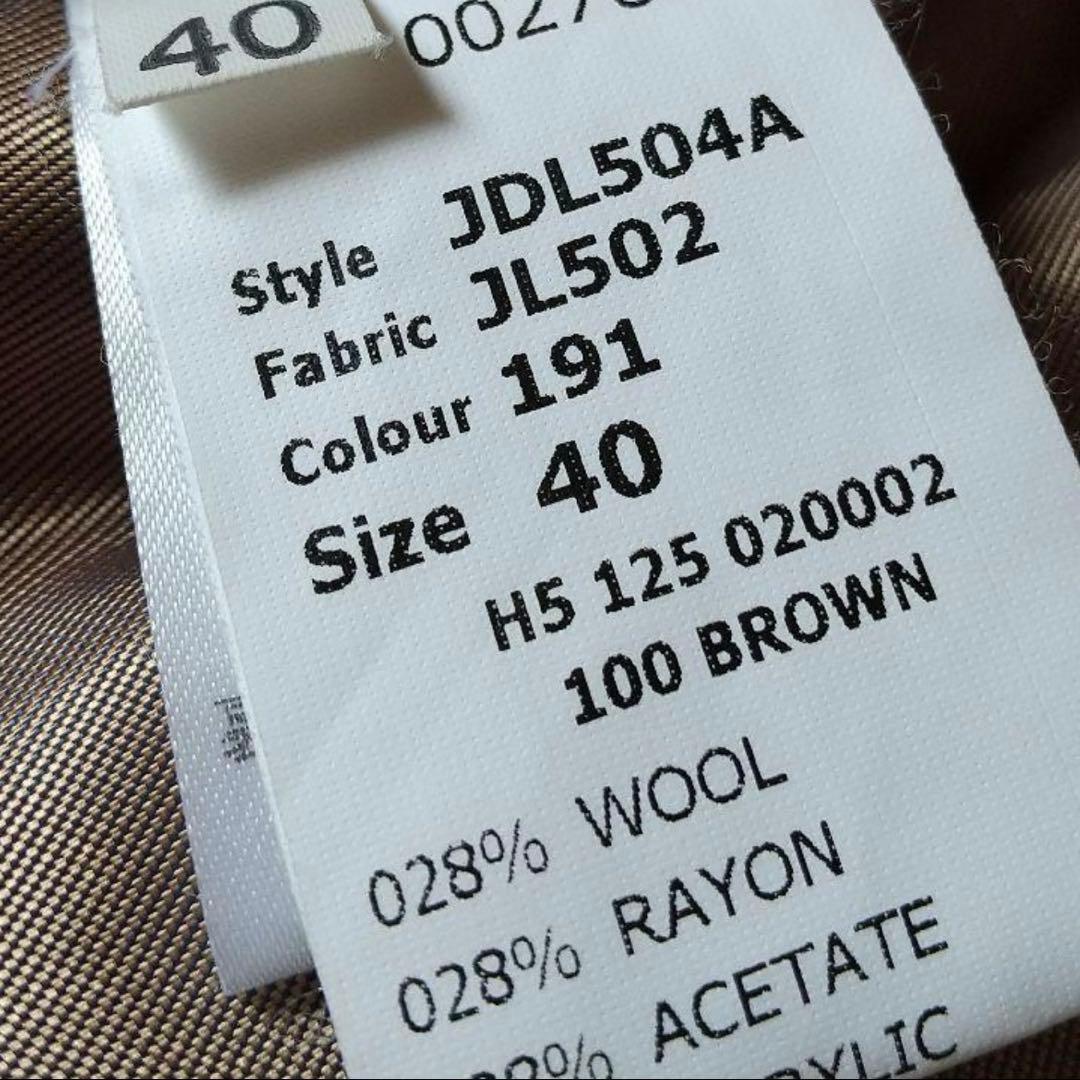 40
Style JDL504A
Fabric JL502
Colour 191
Size 40
H5 125 020002
100 BROWN
028% WOOL
028% RAYON
ACETATE